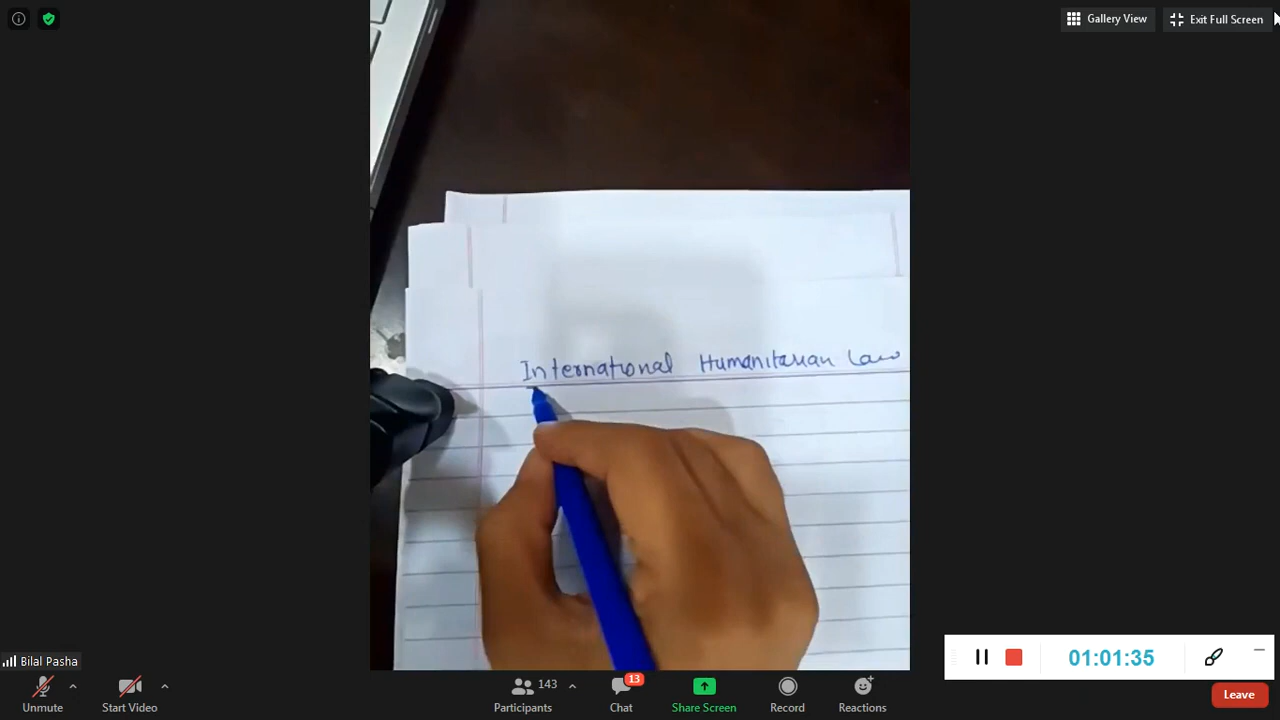 Gallery View
Exit Full Screen
International Humanitarian Law
Bilal Pasha
01:01:35
Unmute
Start Video
143
Participants
13
Chat
Share Screen
Record
Reactions
Leave